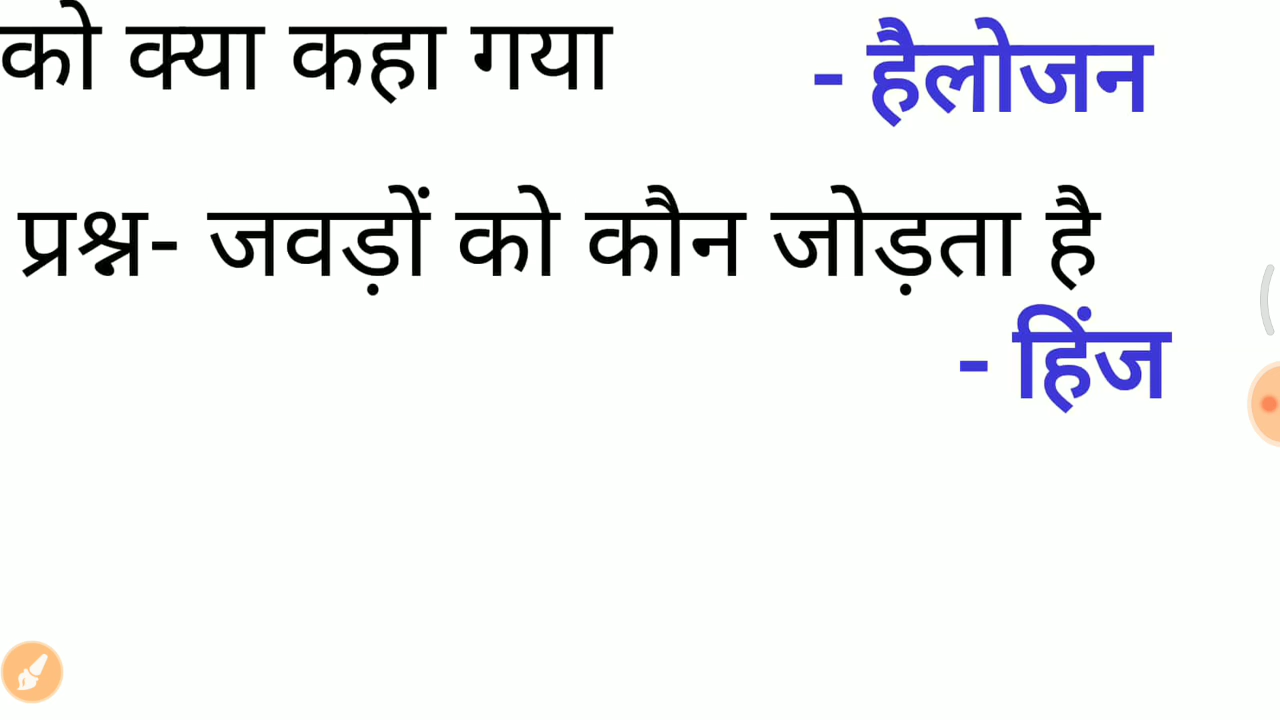 को क्या कहा गया - हैलोजन
प्रश्न- जवड़ों को कौन जोड़ता है
- हिंज